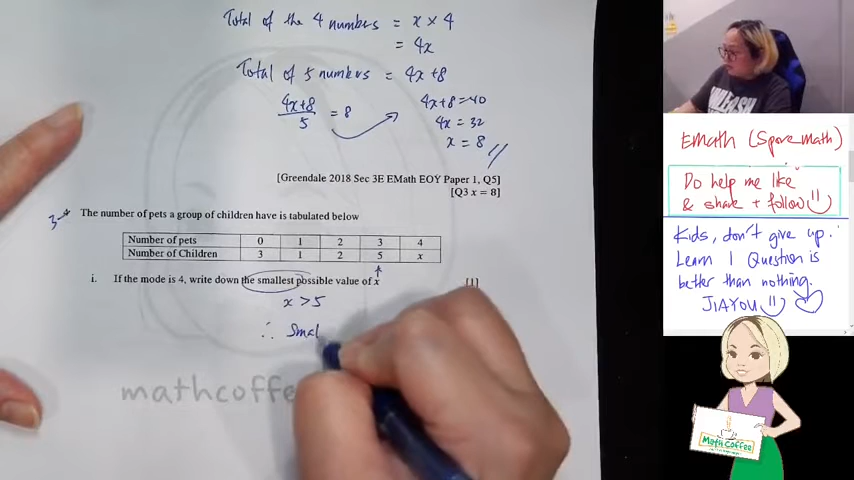 Total of the 4 numbers = x × 4
= 4x
Total of 5 numbers = 4x+8
4x+8 / 5 = 8
4x+8 = 40
4x = 32
x = 8 //
[Greendale 2018 Sec 3E EMath EOY Paper 1, Q5]
[Q3 x = 8]
3. The number of pets a group of children have is tabulated below
Number of pets 0 1 2 3 4
Number of Children 3 1 2 5 x
i. If the mode is 4, write down the smallest possible value of x [1]
x > 5
∴ Smal
mathcoffe
UNLEASH
Emath (Spore math)
Do help me like
& share + follow
Kids, don't give up.
Learn 1 Question is
better than nothing.
JIAYOU
Math Coffee